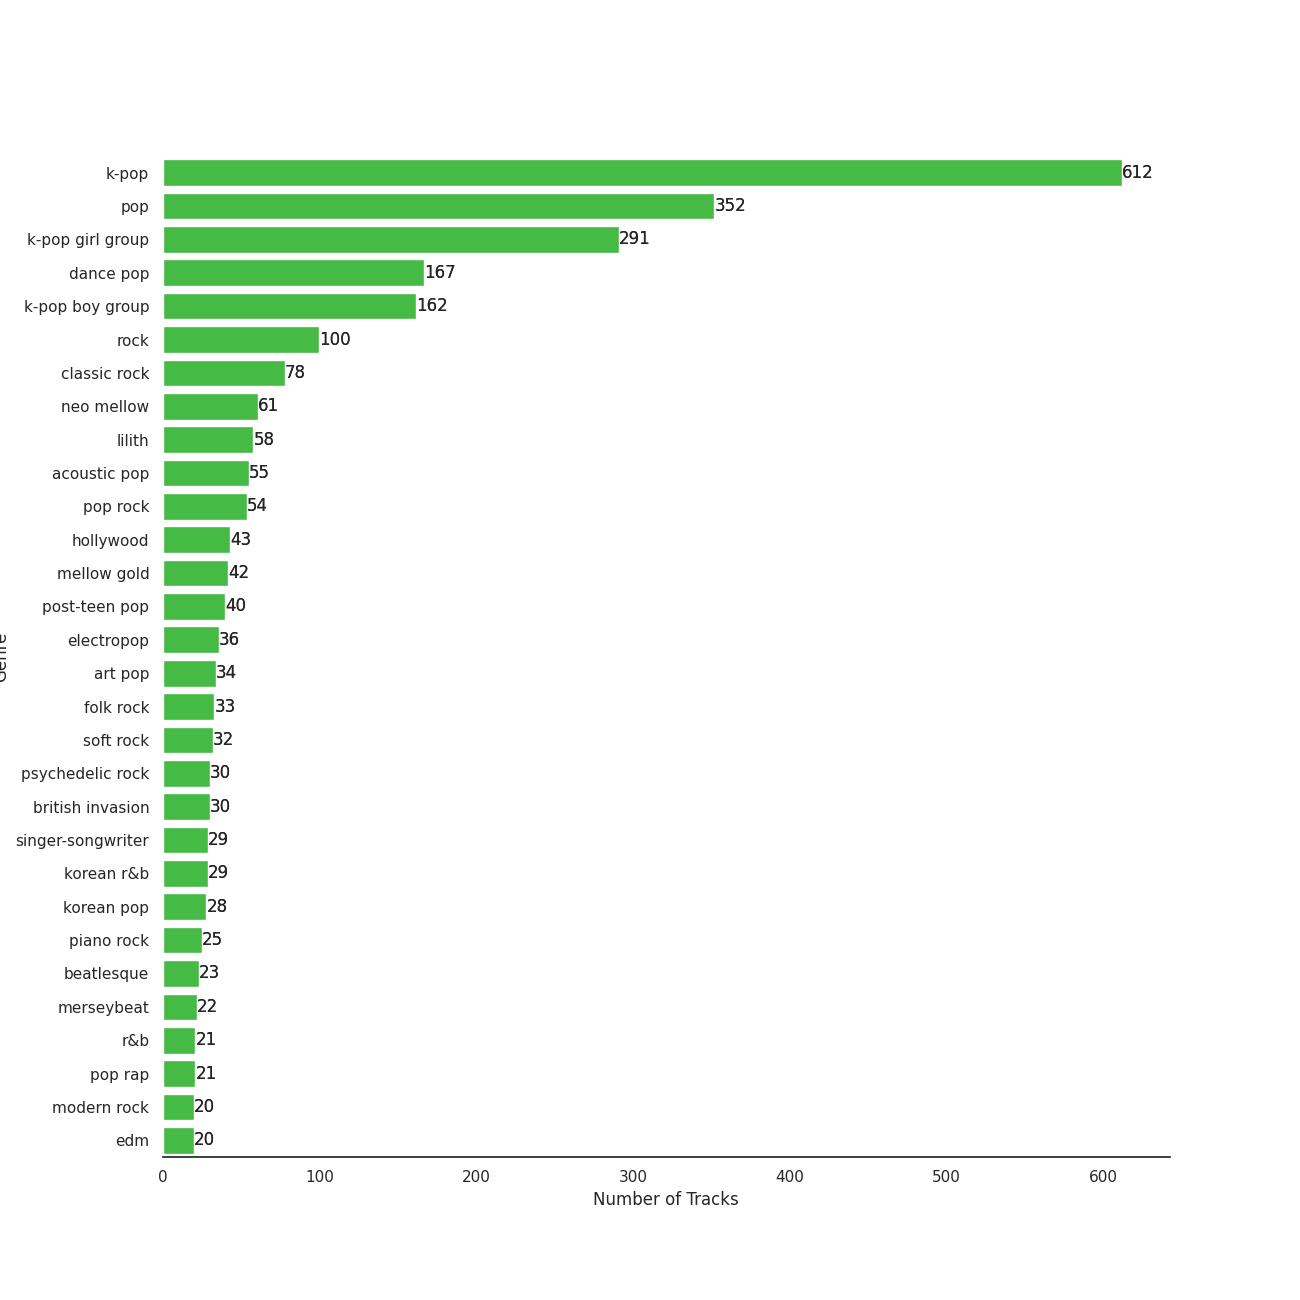 k-pop 612
pop 352
k-pop girl group 291
dance pop 167
k-pop boy group 162
rock 100
classic rock 78
neo mellow 61
lilith 58
acoustic pop 55
pop rock 54
hollywood 43
mellow gold 42
post-teen pop 40
electropop 36
art pop 34
folk rock 33
soft rock 32
psychedelic rock 30
british invasion 30
singer-songwriter 29
korean r&b 29
korean pop 28
piano rock 25
beatlesque 23
merseybeat 22
r&b 21
pop rap 21
modern rock 20
edm 20
0 100 200 300 400 500 600
Number of Tracks
Genre